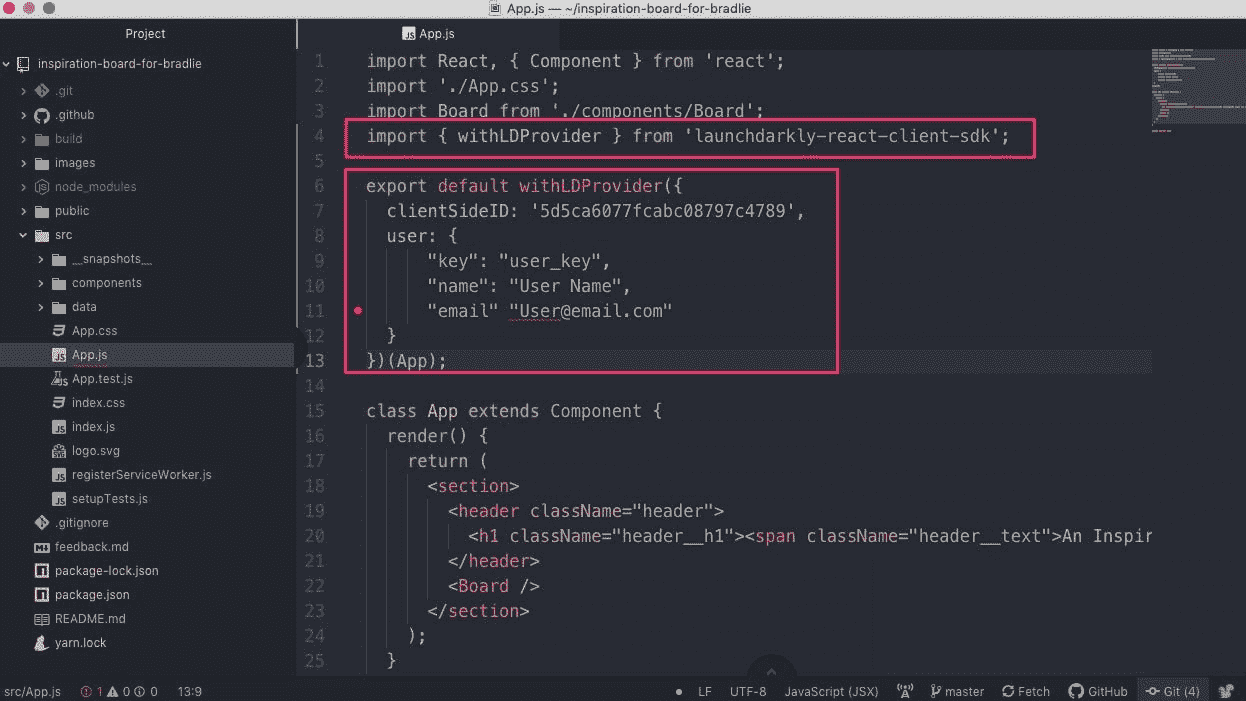 App.js — ~/inspiration-board-for-bradlie
Project
inspiration-board-for-bradlie
.git
.github
build
images
node_modules
public
src
__snapshots__
components
data
App.css
App.js
App.test.js
index.css
index.js
logo.svg
registerServiceWorker.js
setupTests.js
.gitignore
feedback.md
package-lock.json
package.json
README.md
yarn.lock
App.js
1 import React, { Component } from 'react';
2 import './App.css';
3 import Board from './components/Board';
4 import { withLDProvider } from 'launchdarkly-react-client-sdk';
5
6 export default withLDProvider({
7 clientSideID: '5d5ca6077fcabc08797c4789',
8 user: {
9 "key": "user_key",
10 "name": "User Name",
11 "email" "User@email.com"
12 }
13 })(App);
14
15 class App extends Component {
16 render() {
17 return (
18 <section>
19 <header className="header">
20 <h1 className="header__h1"><span className="header__text">An Inspir
21 </header>
22 <Board />
23 </section>
24 );
25 }
src/App.js 1 0 0 13:9 LF UTF-8 JavaScript (JSX) master Fetch GitHub Git (4)